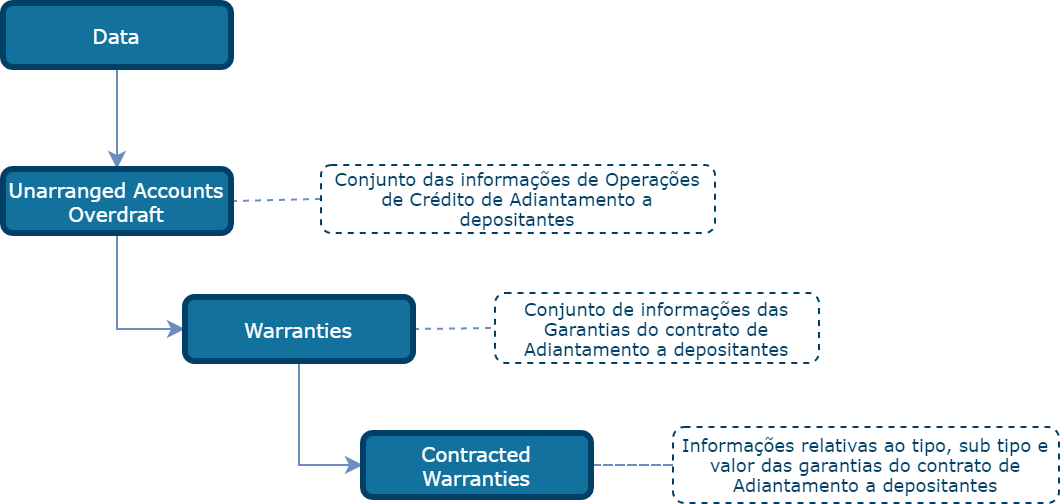 Data
Unarranged Accounts
Overdraft
Conjunto das informações de Operações
de Crédito de Adiantamento a
depositantes
Warranties
Conjunto de informações das
Garantias do contrato de
Adiantamento a depositantes
Contracted
Warranties
Informações relativas ao tipo, sub tipo e
valor das garantias do contrato de
Adiantamento a depositantes